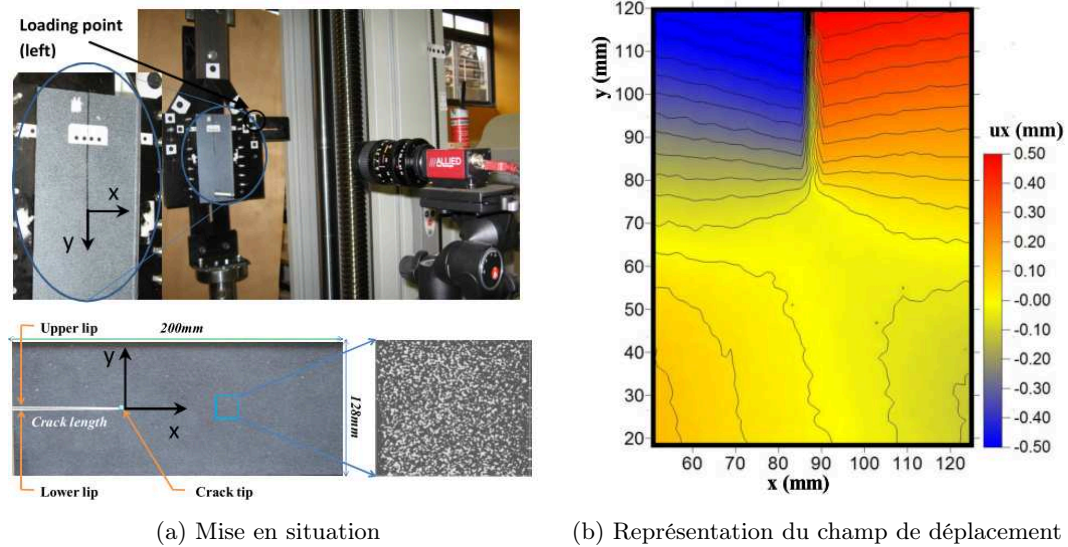 Loading point
(left)
x
y
ALLIED
Upper lip
200mm
y
Crack length
x
128mm
Lower lip
Crack tip
(a) Mise en situation
120
110
100
90
80
70
60
50
40
30
20
y (mm)
60 70 80 90 100 110 120
x (mm)
ux (mm)
0.50
0.40
0.30
0.20
0.10
-0.00
-0.10
-0.20
-0.30
-0.40
-0.50
(b) Représentation du champ de déplacement